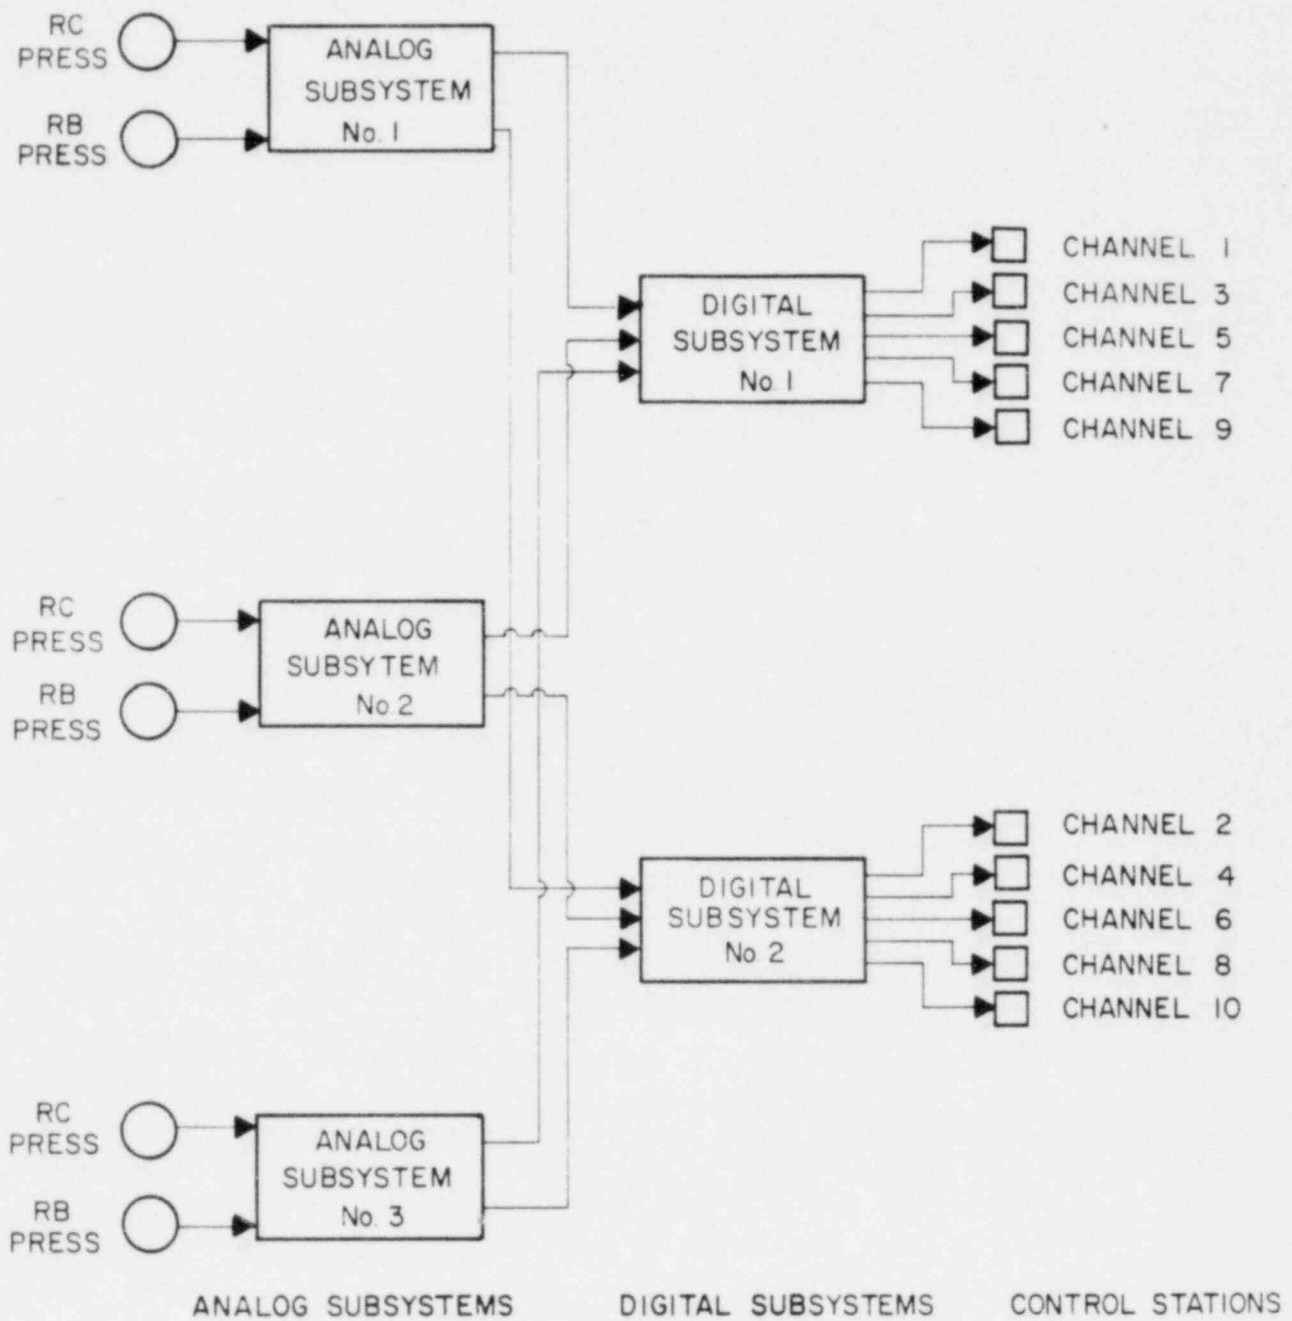 RC
PRESS
RB
PRESS
ANALOG
SUBSYSTEM
No. 1
DIGITAL
SUBSYSTEM
No. 1
CHANNEL 1
CHANNEL 3
CHANNEL 5
CHANNEL 7
CHANNEL 9
RC
PRESS
RB
PRESS
ANALOG
SUBSYTEM
No 2
DIGITAL
SUBSYSTEM
No. 2
CHANNEL 2
CHANNEL 4
CHANNEL 6
CHANNEL 8
CHANNEL 10
RC
PRESS
RB
PRESS
ANALOG
SUBSYSTEM
No. 3
ANALOG SUBSYSTEMS
DIGITAL SUBSYSTEMS
CONTROL STATIONS